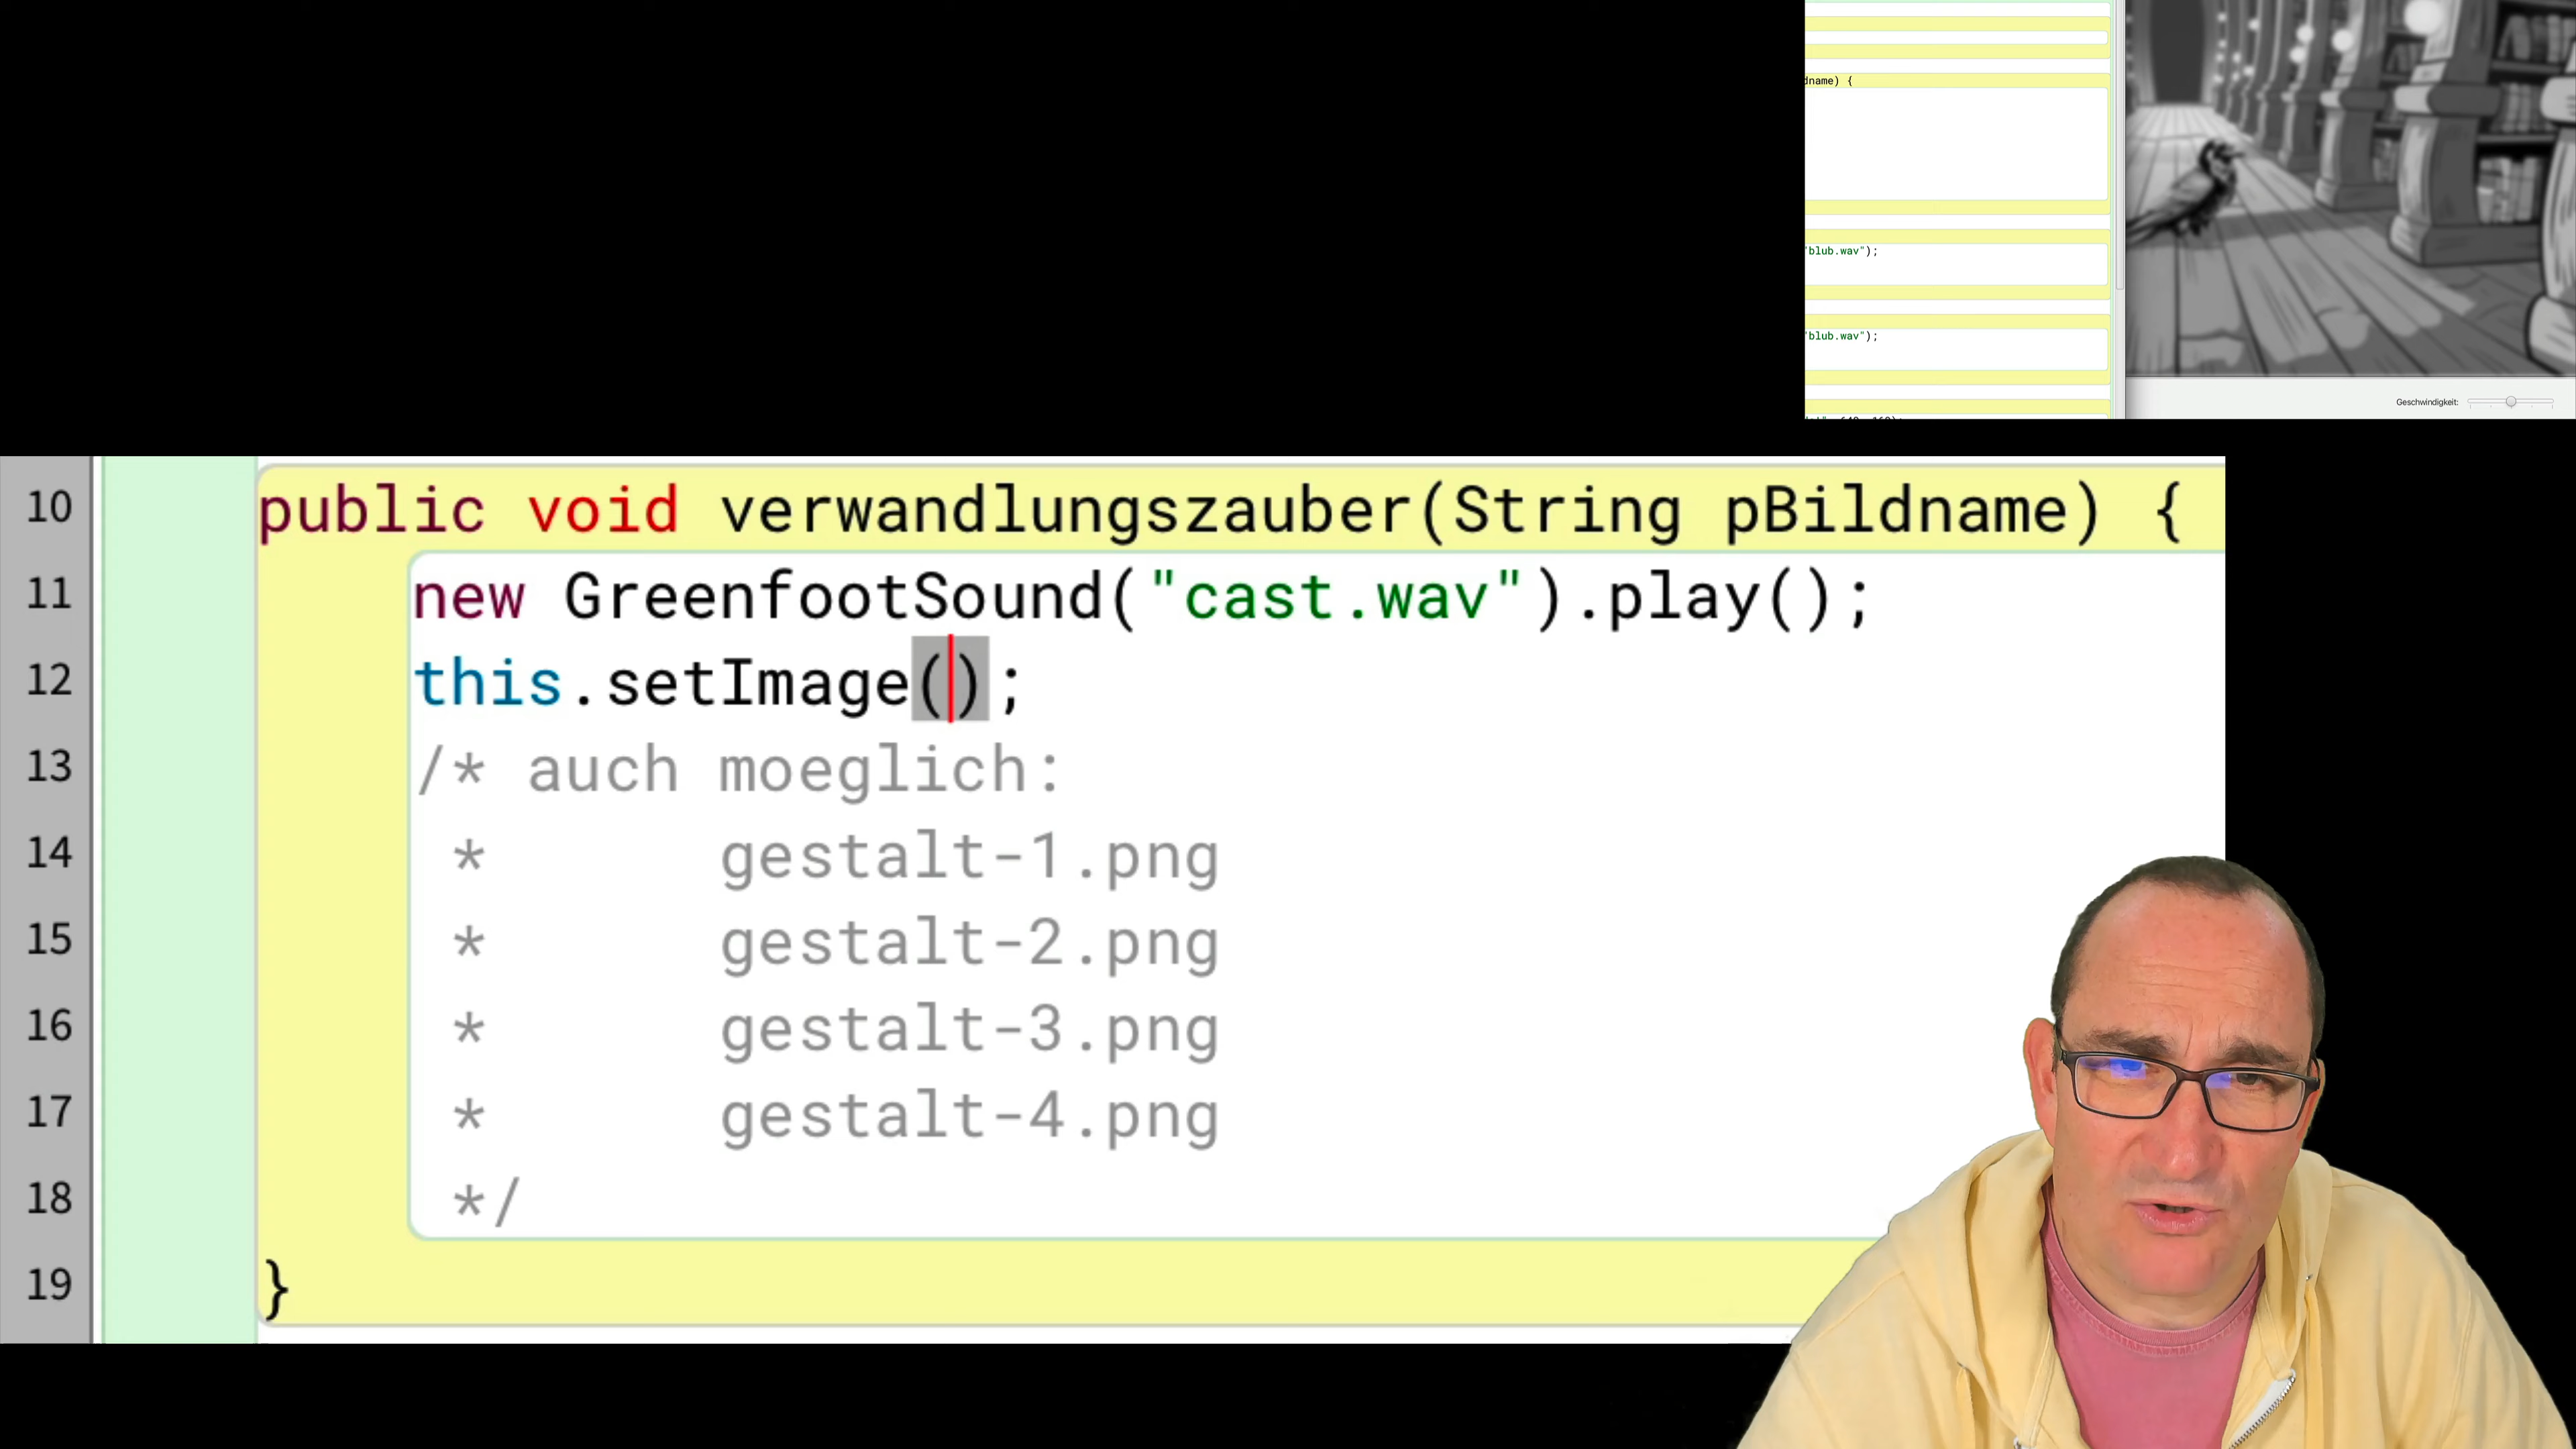 dname) {
"blub.wav");
"blub.wav");
Geschwindigkeit:
10 public void verwandlungszauber(String pBildname) {
11 new GreenfootSound("cast.wav").play();
12 this.setImage();
13 /* auch moeglich:
14 * gestalt-1.png
15 * gestalt-2.png
16 * gestalt-3.png
17 * gestalt-4.png
18 */
19 }